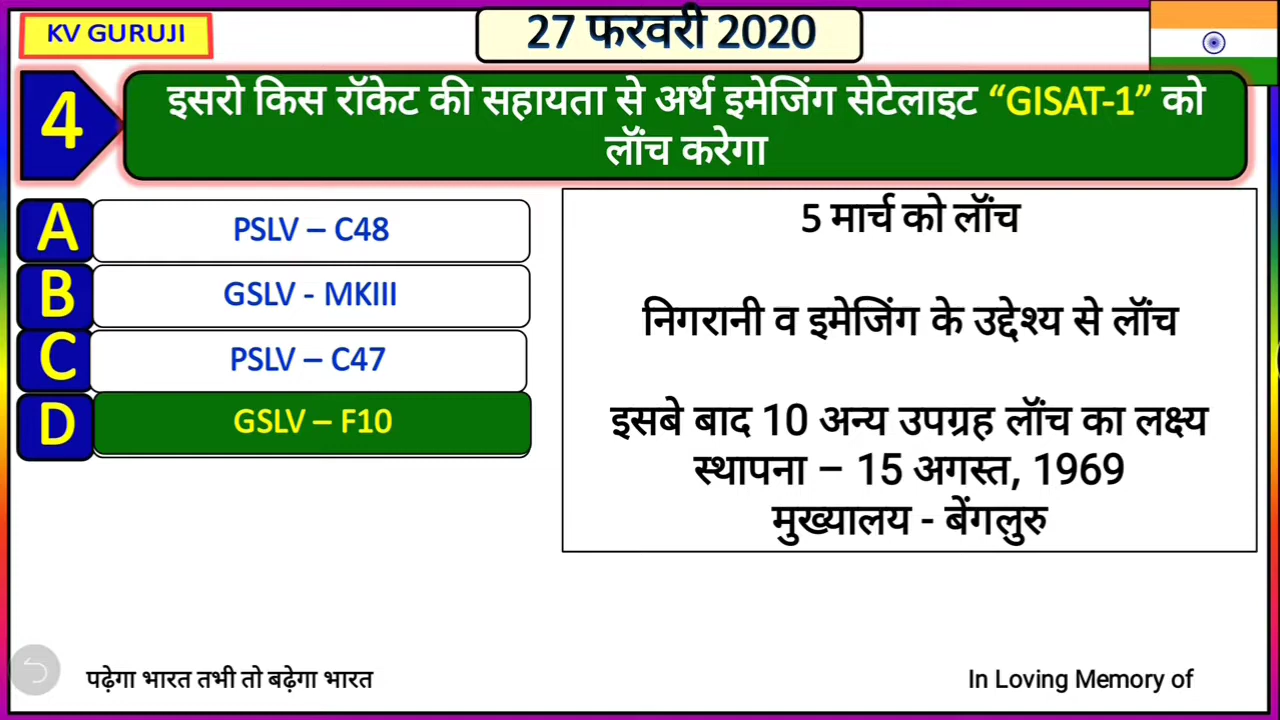 KV GURUJI
27 फरवरी 2020
4
इसरो किस रॉकेट की सहायता से अर्थ इमेजिंग सेटेलाइट “GISAT-1” को
लॉंच करेगा
A
PSLV – C48
B
GSLV - MKIII
C
PSLV – C47
D
GSLV – F10
5 मार्च को लॉंच
निगरानी व इमेजिंग के उद्देश्य से लॉंच
इसबे बाद 10 अन्य उपग्रह लॉंच का लक्ष्य
स्थापना – 15 अगस्त, 1969
मुख्यालय - बेंगलुरु
पढ़ेगा भारत तभी तो बढ़ेगा भारत
In Loving Memory of